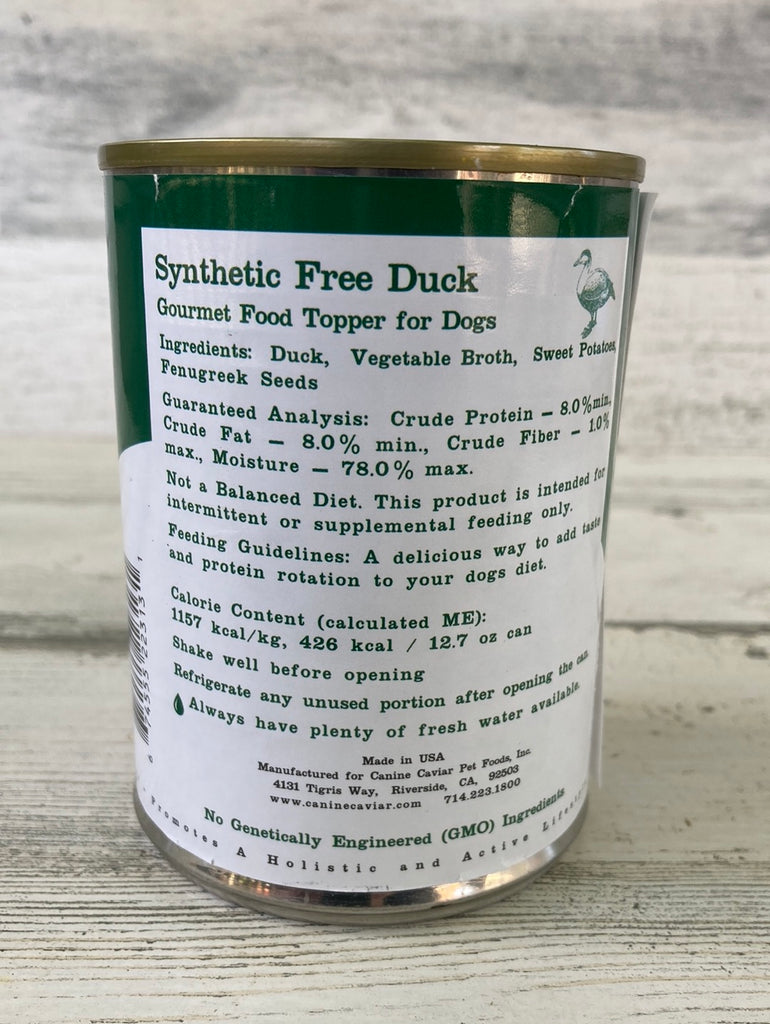 Synthetic Free Duck
Gourmet Food Topper for Dogs
Ingredients: Duck, Vegetable Broth, Sweet Potatoes,
Fenugreek Seeds
Guaranteed Analysis: Crude Protein — 8.0% min.,
Crude Fat — 8.0% min., Crude Fiber — 1.0%
max., Moisture — 78.0% max.
Not a Balanced Diet. This product is intended for
intermittent or supplemental feeding only.
Feeding Guidelines: A delicious way to add taste
and protein rotation to your dogs diet.
Calorie Content (calculated ME):
1157 kcal/kg, 426 kcal / 12.7 oz can
Shake well before opening
Refrigerate any unused portion after opening the can.
Always have plenty of fresh water available.
Made in USA
Manufactured for Canine Caviar Pet Foods, Inc.
4131 Tigris Way, Riverside, CA, 92503
www.caninecaviar.com 714.223.1800
No Genetically Engineered (GMO) Ingredients
Promotes A Holistic and Active